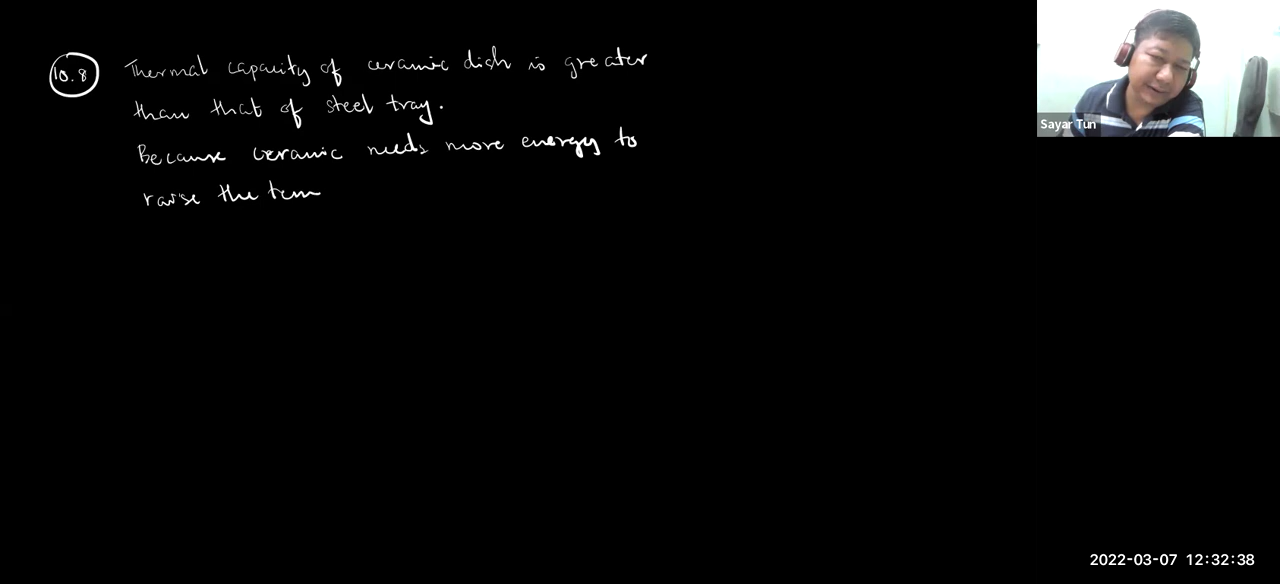 10.8 Thermal capacity of ceramic dish is greater
than that of steel tray.
Because ceramic needs more energy to
raise the tem
Sayar Tun
2022-03-07 12:32:38